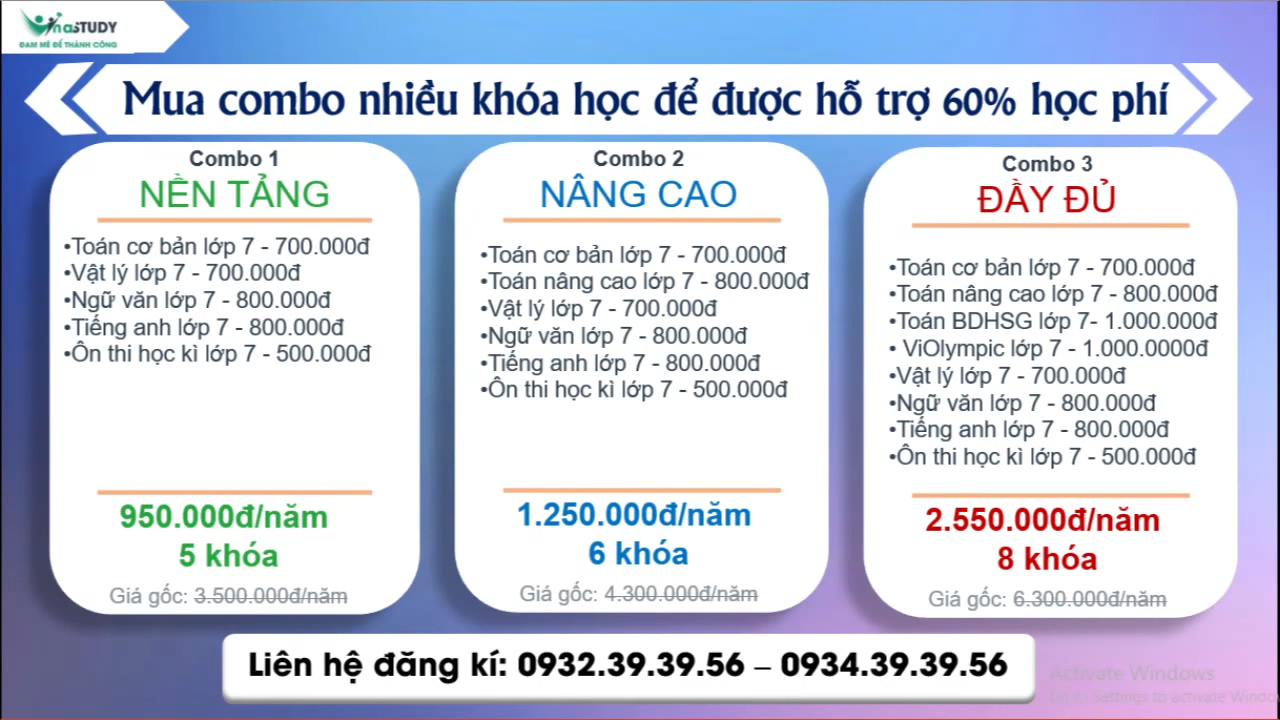 VinaSTUDY
ĐAM MÊ ĐỂ THÀNH CÔNG
Mua combo nhiều khóa học để được hỗ trợ 60% học phí
Combo 1
NỀN TẢNG
•Toán cơ bản lớp 7 - 700.000đ
•Vật lý lớp 7 - 700.000đ
•Ngữ văn lớp 7 - 800.000đ
•Tiếng anh lớp 7 - 800.000đ
•Ôn thi học kì lớp 7 - 500.000đ
950.000đ/năm
5 khóa
Giá gốc: 3.500.000đ/năm
Combo 2
NÂNG CAO
•Toán cơ bản lớp 7 - 700.000đ
•Toán nâng cao lớp 7 - 800.000đ
•Vật lý lớp 7 - 700.000đ
•Ngữ văn lớp 7 - 800.000đ
•Tiếng anh lớp 7 - 800.000đ
•Ôn thi học kì lớp 7 - 500.000đ
1.250.000đ/năm
6 khóa
Giá gốc: 4.300.000đ/năm
Combo 3
ĐẦY ĐỦ
•Toán cơ bản lớp 7 - 700.000đ
•Toán nâng cao lớp 7 - 800.000đ
•Toán BDHSG lớp 7- 1.000.000đ
• ViOlympic lớp 7 - 1.000.0000đ
•Vật lý lớp 7 - 700.000đ
•Ngữ văn lớp 7 - 800.000đ
•Tiếng anh lớp 7 - 800.000đ
•Ôn thi học kì lớp 7 - 500.000đ
2.550.000đ/năm
8 khóa
Giá gốc: 6.300.000đ/năm
Liên hệ đăng kí: 0932.39.39.56 – 0934.39.39.56
Activate Windows
Go to Settings to activate Windo